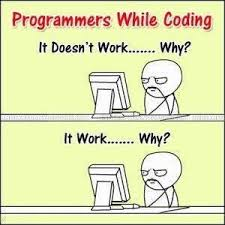 Programmers While Coding
It Doesn't Work....... Why?
It Work....... Why?